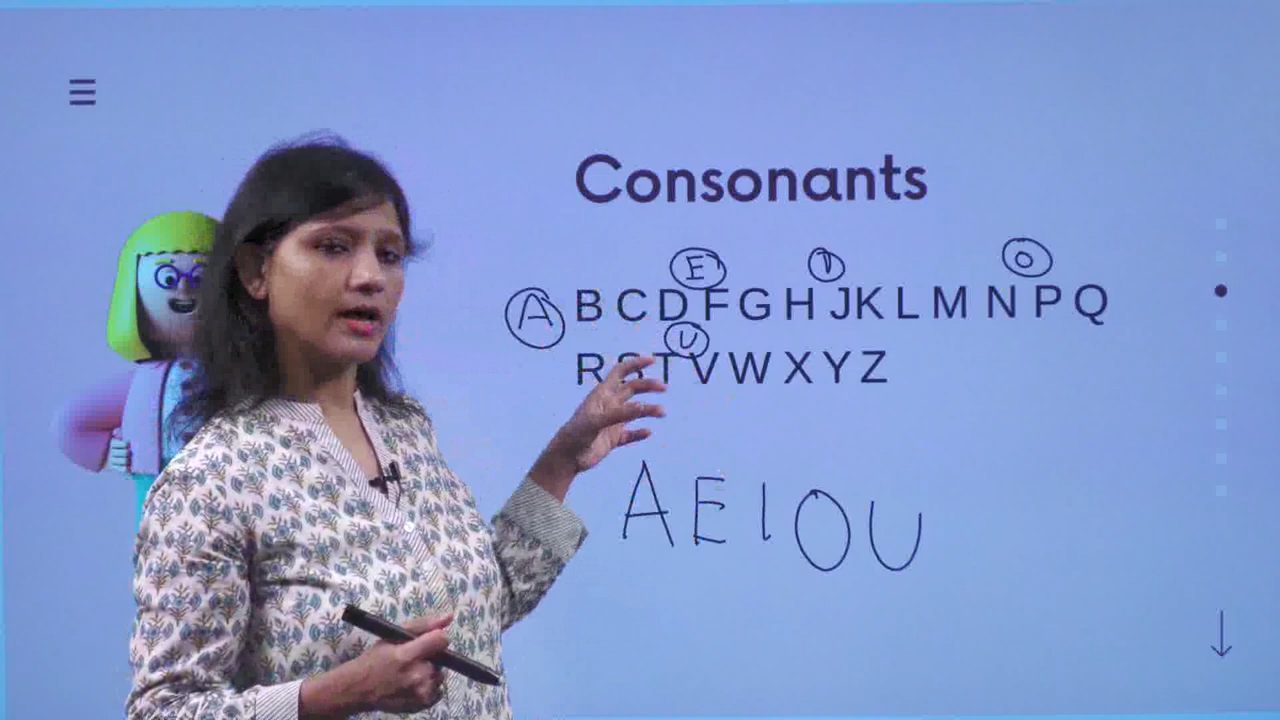 Consonants
E I O
A B C D F G H J K L M N P Q
U
R S T V W X Y Z
A E I O U